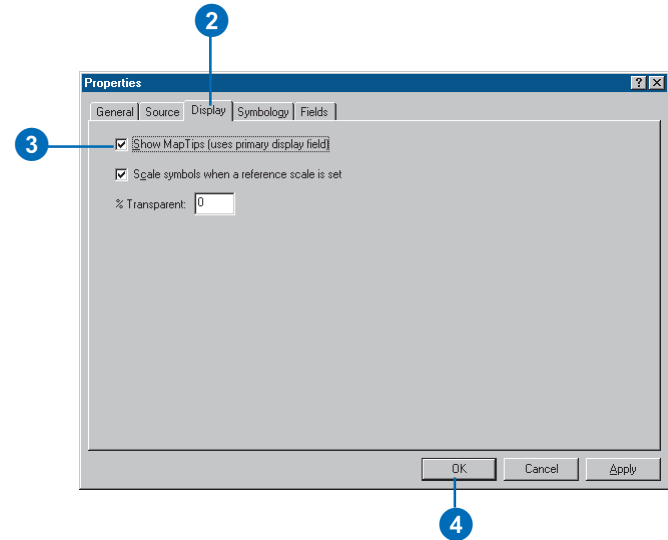 2
Properties
General Source Display Symbology Fields
3
Show MapTips (uses primary display field)
Scale symbols when a reference scale is set
% Transparent: 0
OK Cancel Apply
4